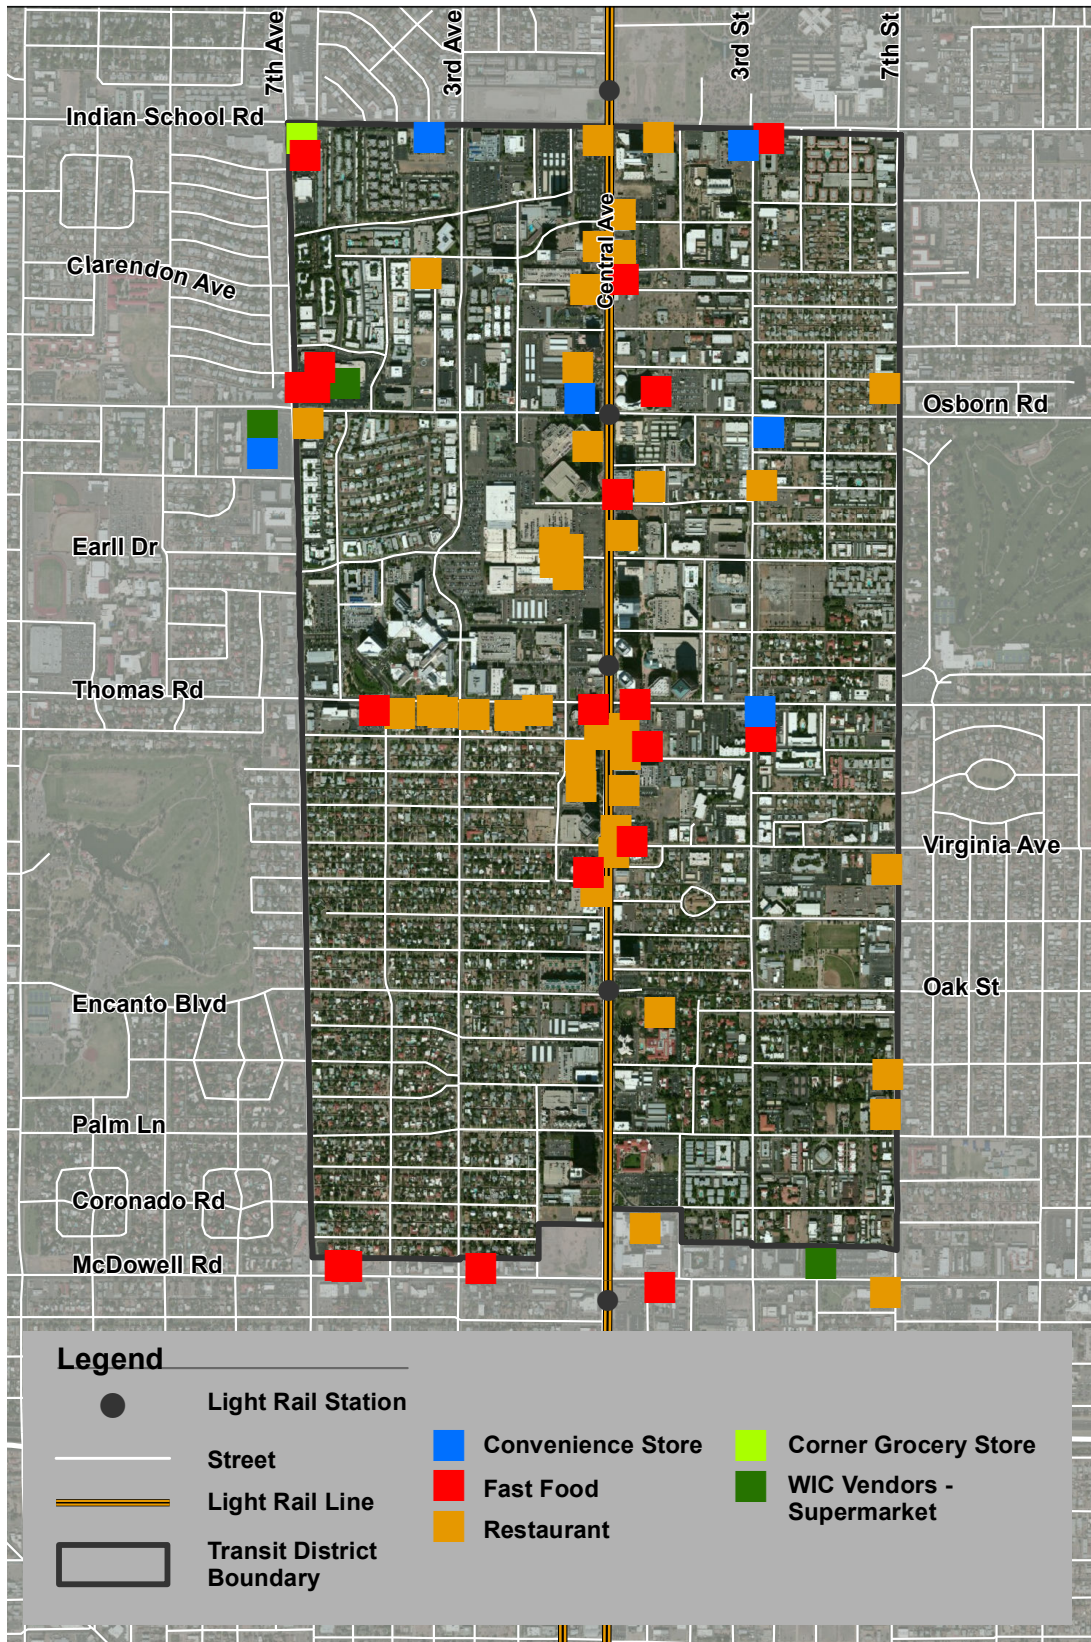 7th Ave
3rd Ave
3rd St
7th St
Indian School Rd
Central Ave
Clarendon Ave
Osborn Rd
Earll Dr
Thomas Rd
Virginia Ave
Encanto Blvd
Oak St
Palm Ln
Coronado Rd
McDowell Rd
Legend
Light Rail Station
Street
Light Rail Line
Transit District
Boundary
Convenience Store
Fast Food
Restaurant
Corner Grocery Store
WIC Vendors -
Supermarket